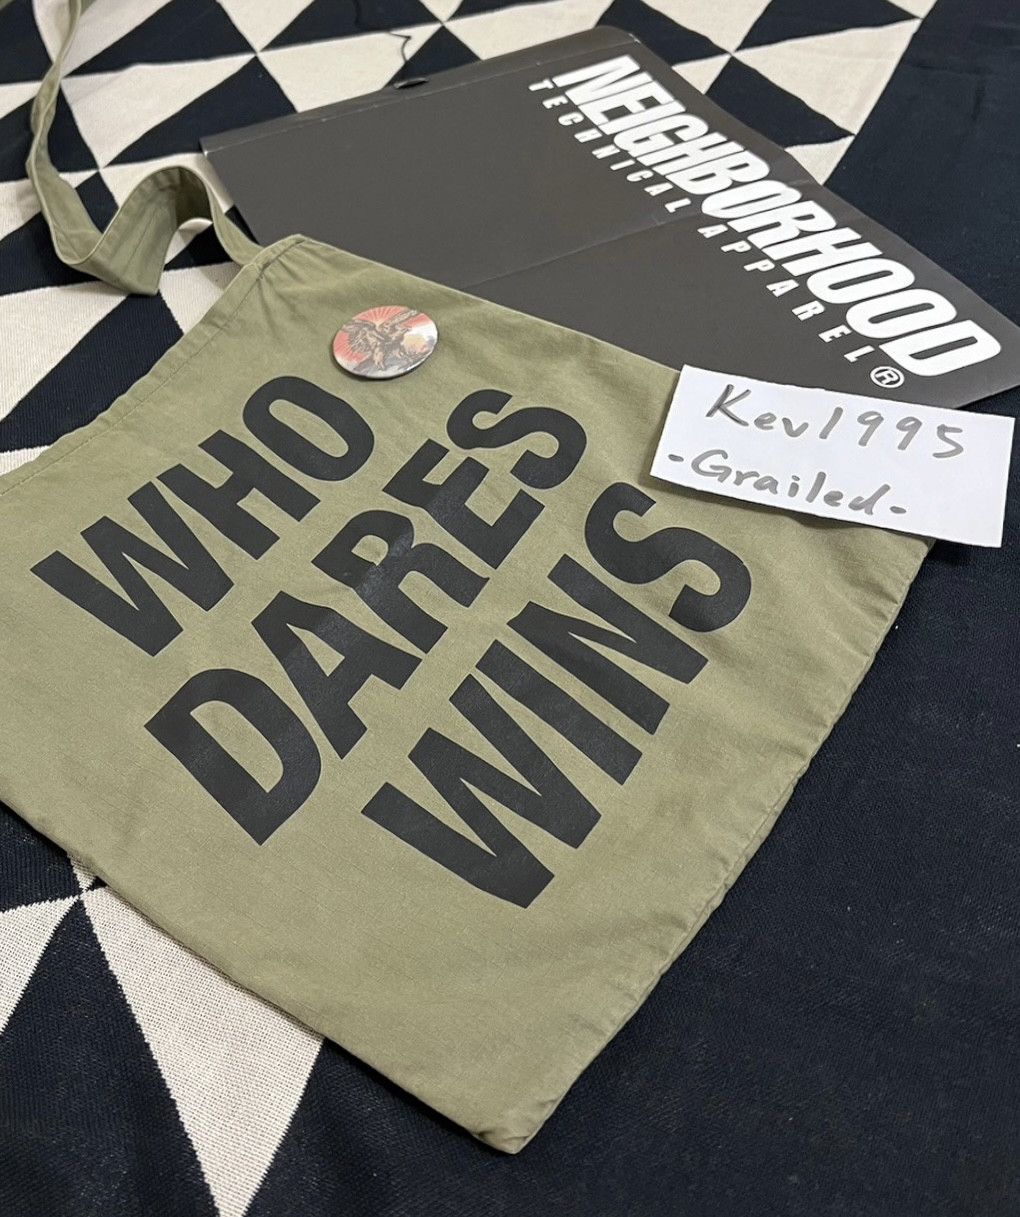 NEIGHBORHOOD
TECHNICAL APPAREL®
Kev1995
-Grailed-
WHO
DARES
WINS